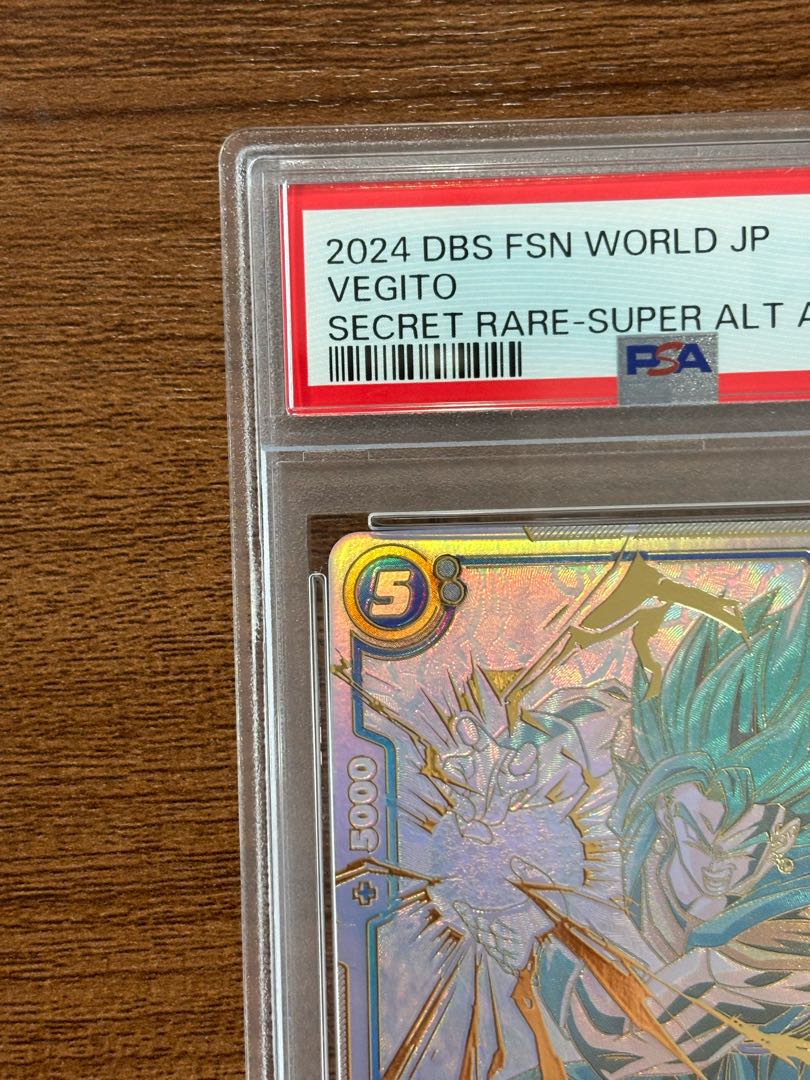 2024 DBS FSN WORLD JP
VEGITO
SECRET RARE-SUPER ALT A
PSA
5
+5000